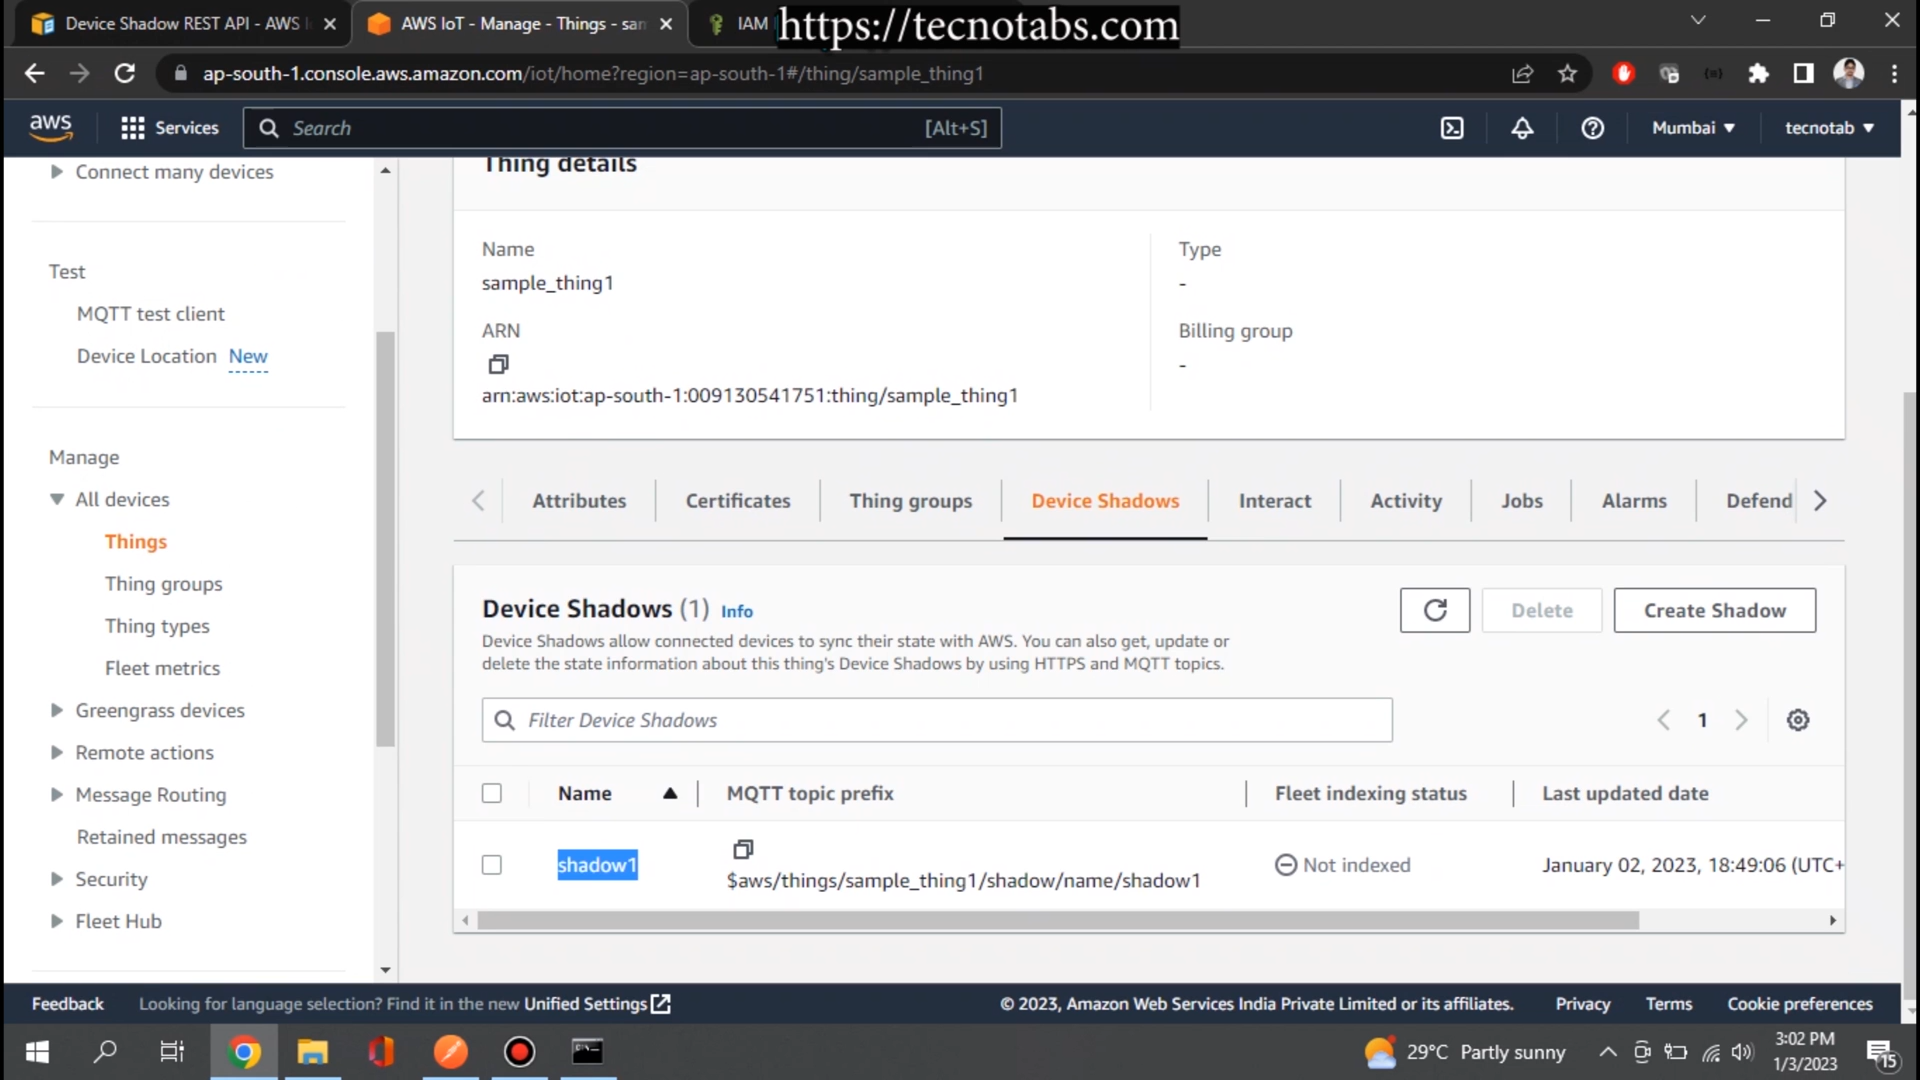 Device Shadow REST API - AWS I
AWS IoT - Manage - Things - sam
IAM
https://tecnotabs.com
ap-south-1.console.aws.amazon.com/iot/home?region=ap-south-1#/thing/sample_thing1
aws
Services
Search
[Alt+S]
Mumbai
tecnotab
Connect many devices
Test
MQTT test client
Device Location New
Manage
All devices
Things
Thing groups
Thing types
Fleet metrics
Greengrass devices
Remote actions
Message Routing
Retained messages
Security
Fleet Hub
Thing details
Name
sample_thing1
ARN
arn:aws:iot:ap-south-1:009130541751:thing/sample_thing1
Type
-
Billing group
-
Attributes
Certificates
Thing groups
Device Shadows
Interact
Activity
Jobs
Alarms
Defend
Device Shadows (1) Info
Device Shadows allow connected devices to sync their state with AWS. You can also get, update or
delete the state information about this thing's Device Shadows by using HTTPS and MQTT topics.
Delete
Create Shadow
Filter Device Shadows
1
Name
MQTT topic prefix
Fleet indexing status
Last updated date
shadow1
$aws/things/sample_thing1/shadow/name/shadow1
Not indexed
January 02, 2023, 18:49:06 (UTC+
Feedback
Looking for language selection? Find it in the new Unified Settings
© 2023, Amazon Web Services India Private Limited or its affiliates.
Privacy
Terms
Cookie preferences
29°C Partly sunny
3:02 PM
1/3/2023
15